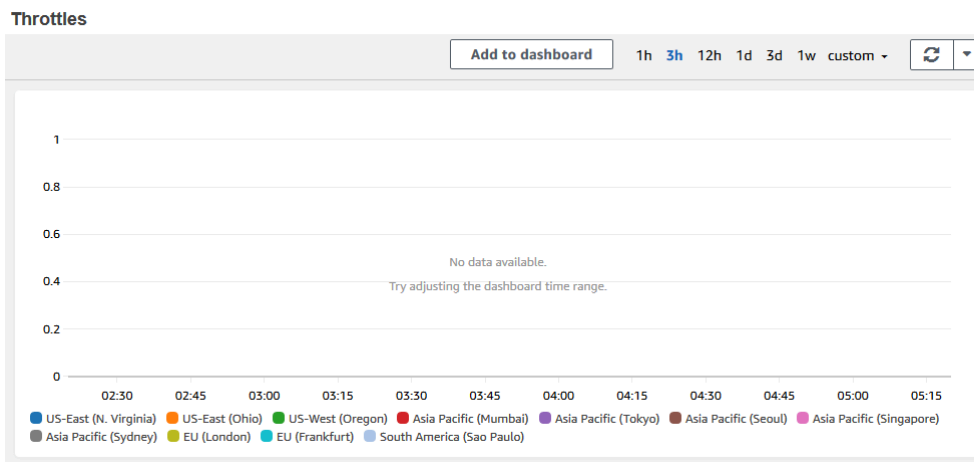 Throttles
Add to dashboard 1h 3h 12h 1d 3d 1w custom
1
0.8
0.6
No data available.
0.4
Try adjusting the dashboard time range.
0.2
0
02:30 02:45 03:00 03:15 03:30 03:45 04:00 04:15 04:30 04:45 05:00 05:15
US-East (N. Virginia) US-East (Ohio) US-West (Oregon) Asia Pacific (Mumbai) Asia Pacific (Tokyo) Asia Pacific (Seoul) Asia Pacific (Singapore)
Asia Pacific (Sydney) EU (London) EU (Frankfurt) South America (Sao Paulo)